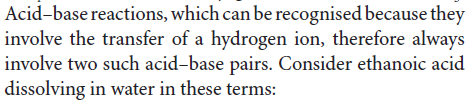 Acid–base reactions, which can be recognised because they
involve the transfer of a hydrogen ion, therefore always
involve two such acid–base pairs. Consider ethanoic acid
dissolving in water in these terms: